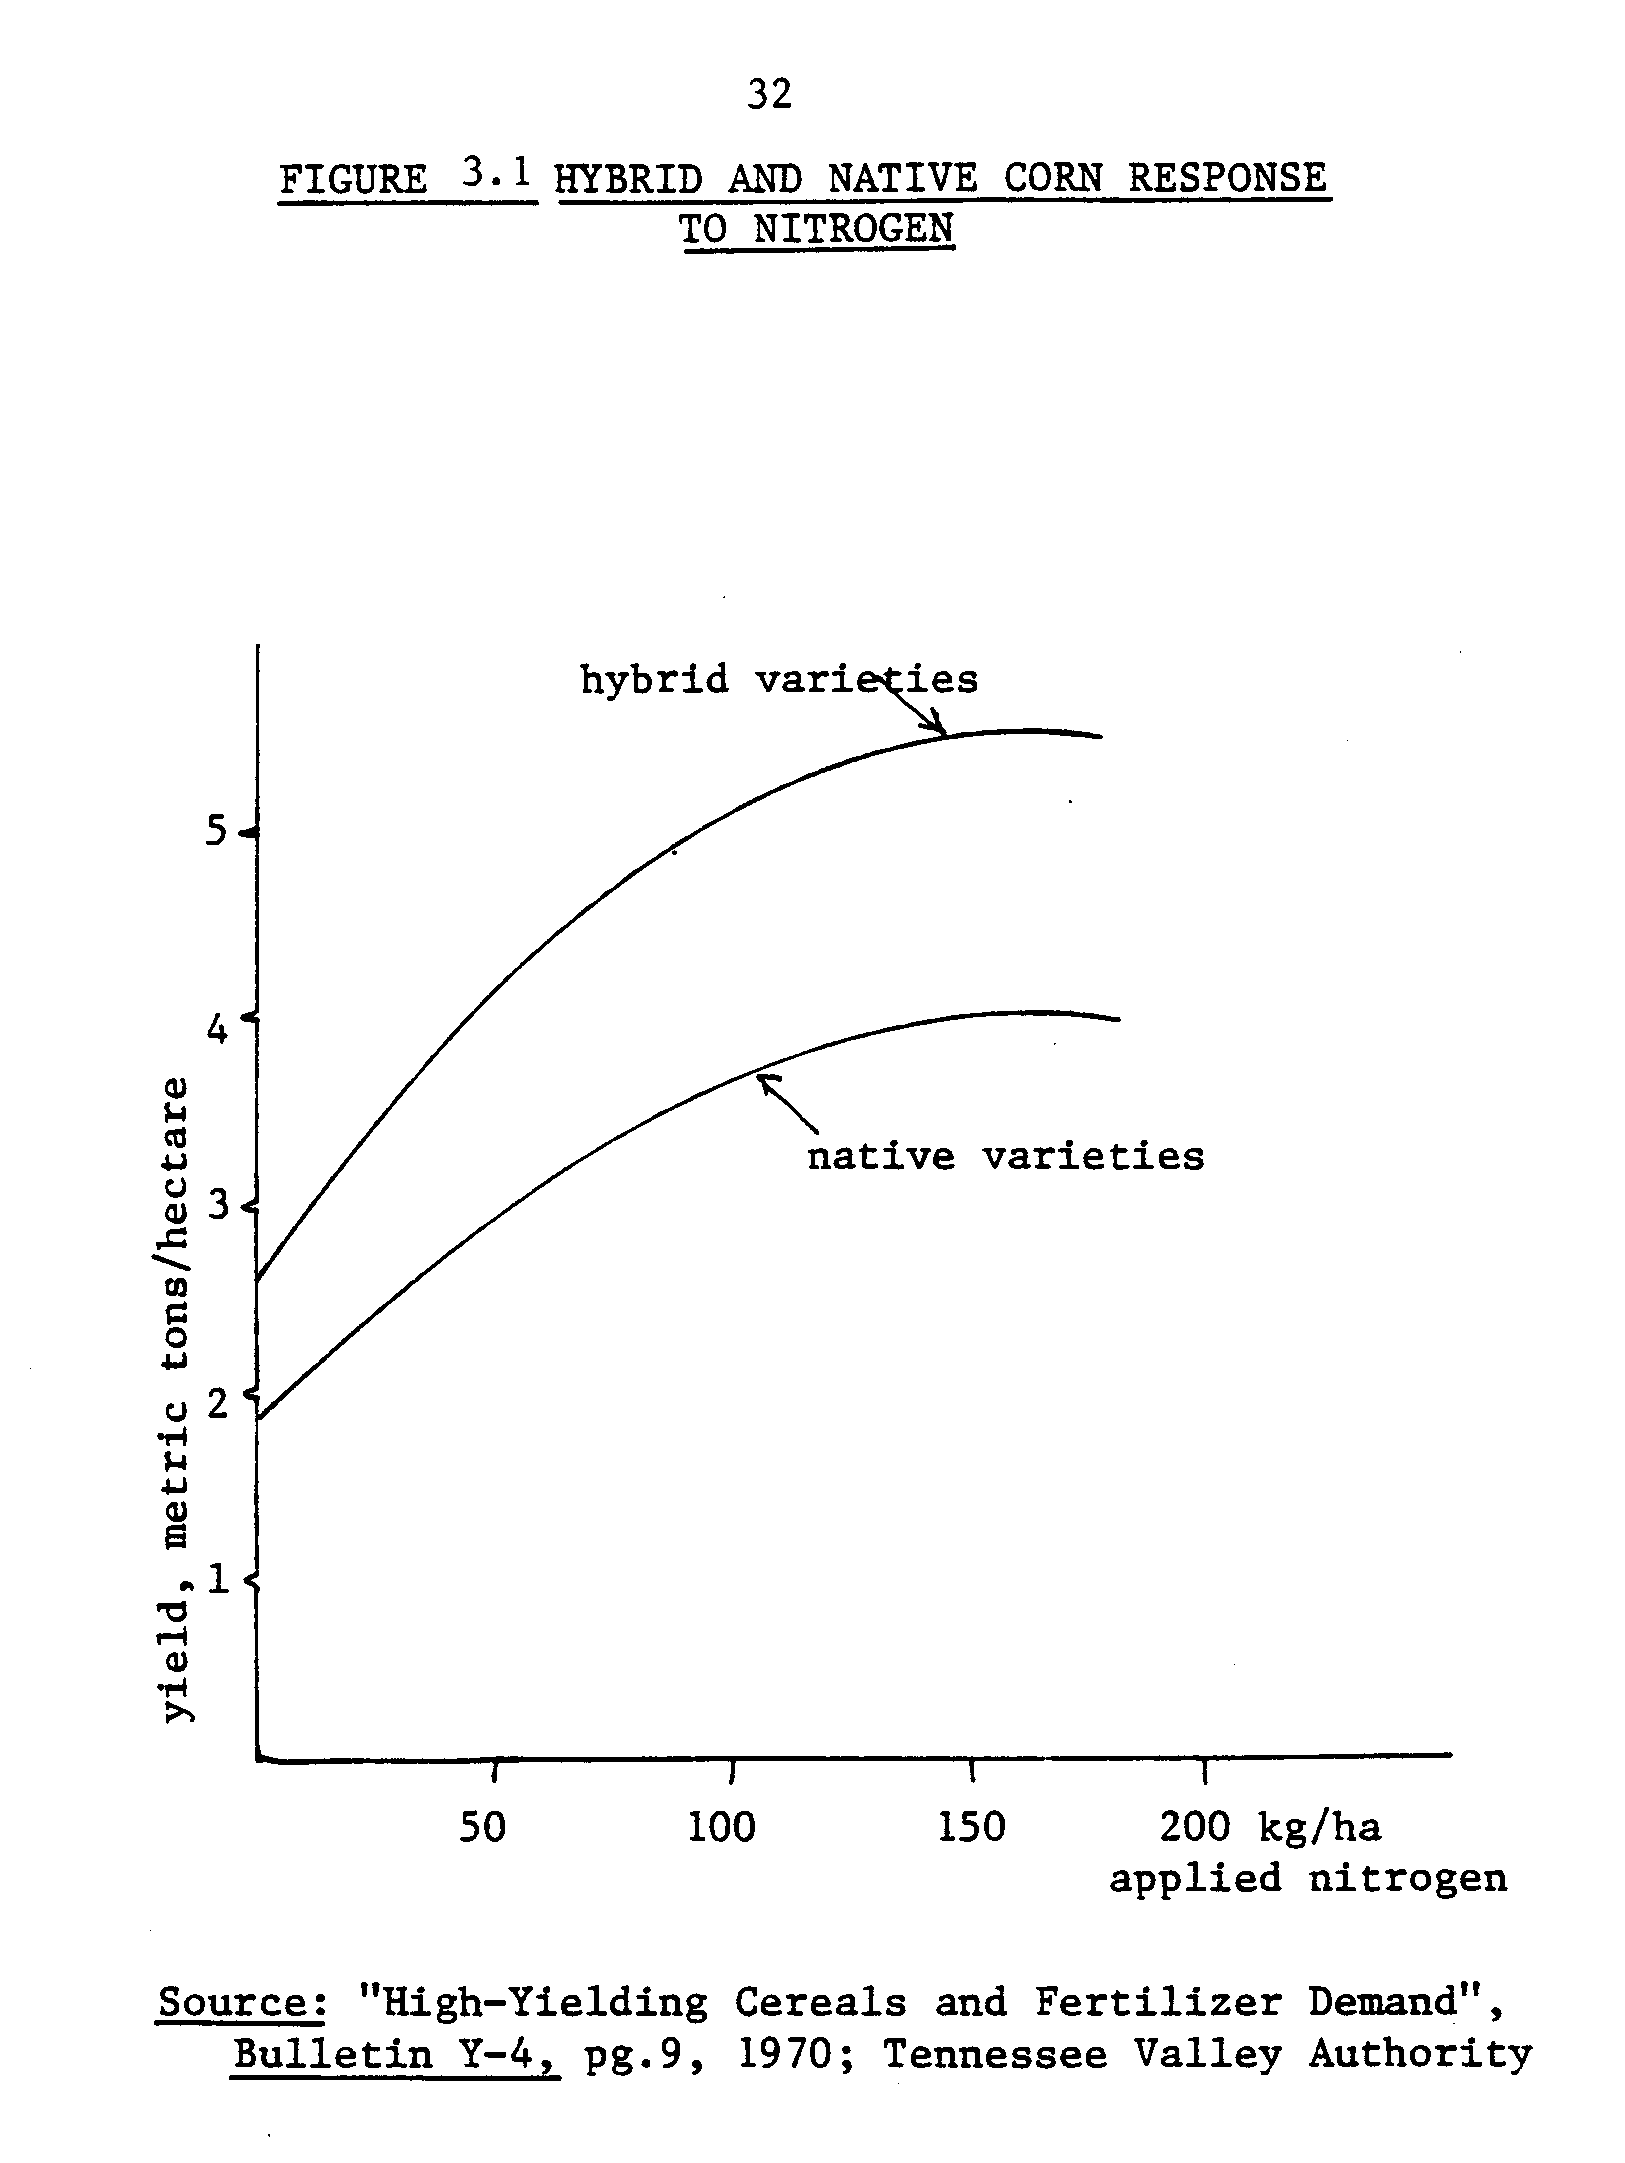 32
FIGURE 3.1 HYBRID AND NATIVE CORN RESPONSE
TO NITROGEN
hybrid varieties
5
4
native varieties
3
2
1
yield, metric tons/hectare
50 100 150 200 kg/ha
applied nitrogen
Source: "High-Yielding Cereals and Fertilizer Demand",
Bulletin Y-4, pg.9, 1970; Tennessee Valley Authority